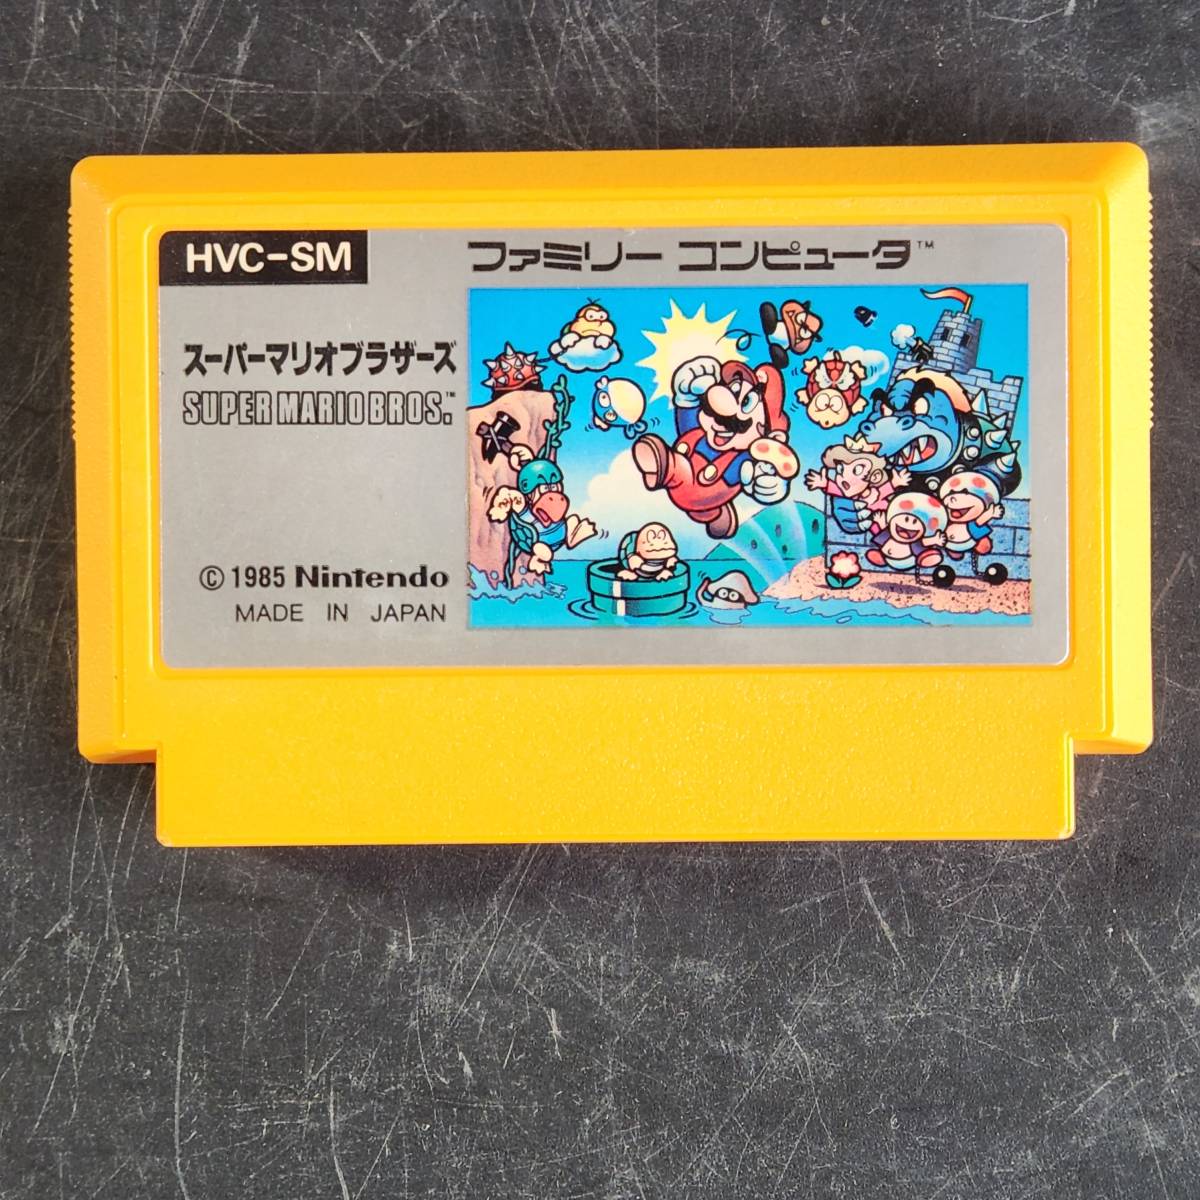 HVC-SM
ファミリー コンピュータ™
スーパーマリオブラザーズ
SUPER MARIO BROS.™
© 1985 Nintendo
MADE IN JAPAN